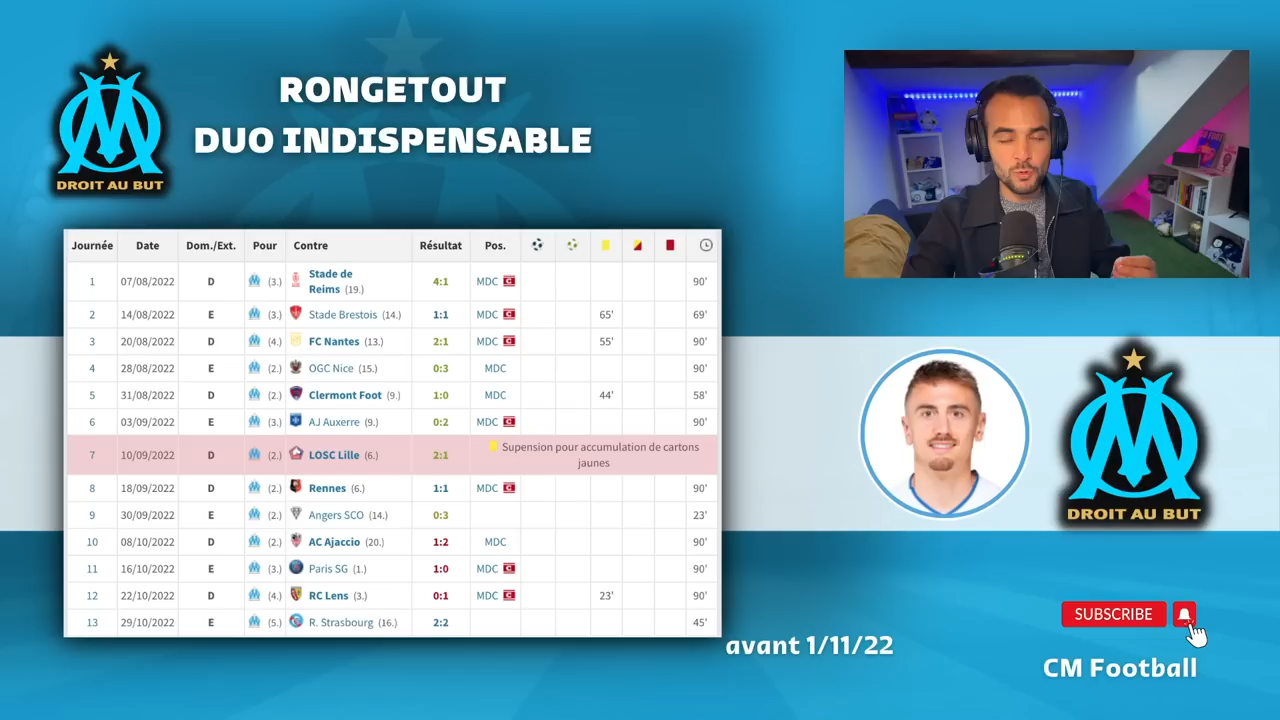 RONGETOUT
DUO INDISPENSABLE
DROIT AU BUT
Journée Date Dom./Ext. Pour Contre Résultat Pos.
1 07/08/2022 D (3.) Stade de Reims (19.) 4:1 MDC C 90'
2 14/08/2022 E (3.) Stade Brestois (14.) 1:1 MDC C 65' 69'
3 20/08/2022 D (4.) FC Nantes (13.) 2:1 MDC C 55' 90'
4 28/08/2022 E (2.) OGC Nice (15.) 0:3 MDC 90'
5 31/08/2022 D (2.) Clermont Foot (9.) 1:0 MDC 44' 58'
6 03/09/2022 E (3.) AJ Auxerre (9.) 0:2 MDC C 90'
7 10/09/2022 D (2.) LOSC Lille (6.) 2:1 Supension pour accumulation de cartons jaunes
8 18/09/2022 D (2.) Rennes (6.) 1:1 MDC C 90'
9 30/09/2022 E (2.) Angers SCO (14.) 0:3 23'
10 08/10/2022 D (2.) AC Ajaccio (20.) 1:2 MDC 90'
11 16/10/2022 E (3.) Paris SG (1.) 1:0 MDC C 90'
12 22/10/2022 D (4.) RC Lens (3.) 0:1 MDC C 23' 90'
13 29/10/2022 E (5.) R. Strasbourg (16.) 2:2 45'
DROIT AU BUT
avant 1/11/22
SUBSCRIBE
CM Football